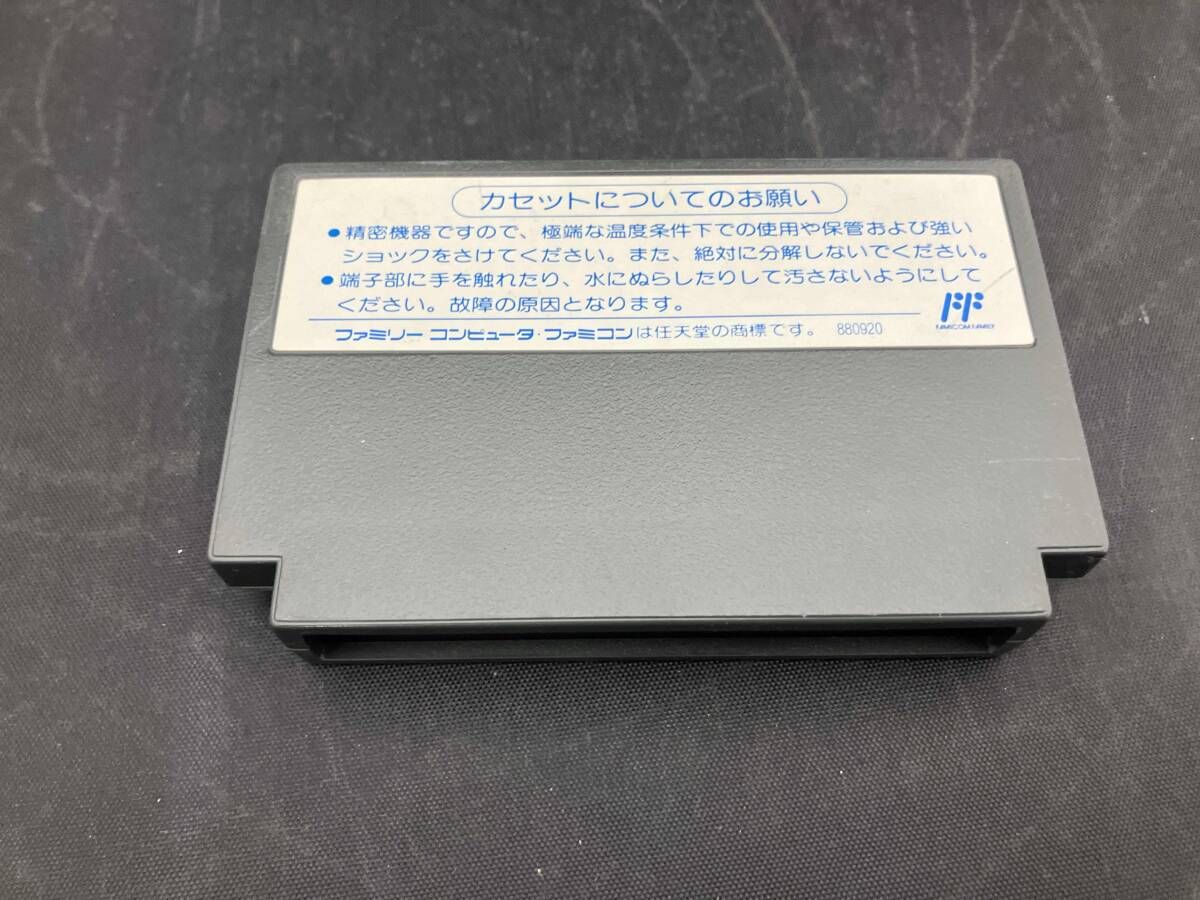 カセットについてのお願い
●精密機器ですので、極端な温度条件下での使用や保管および強い
ショックをさけてください。また、絶対に分解しないでください。
●端子部に手を触れたり、水にぬらしたりして汚さないようにして
ください。故障の原因となります。
FAMICOM FAMILY
ファミリー コンピュータ・ファミコンは任天堂の商標です。 880920